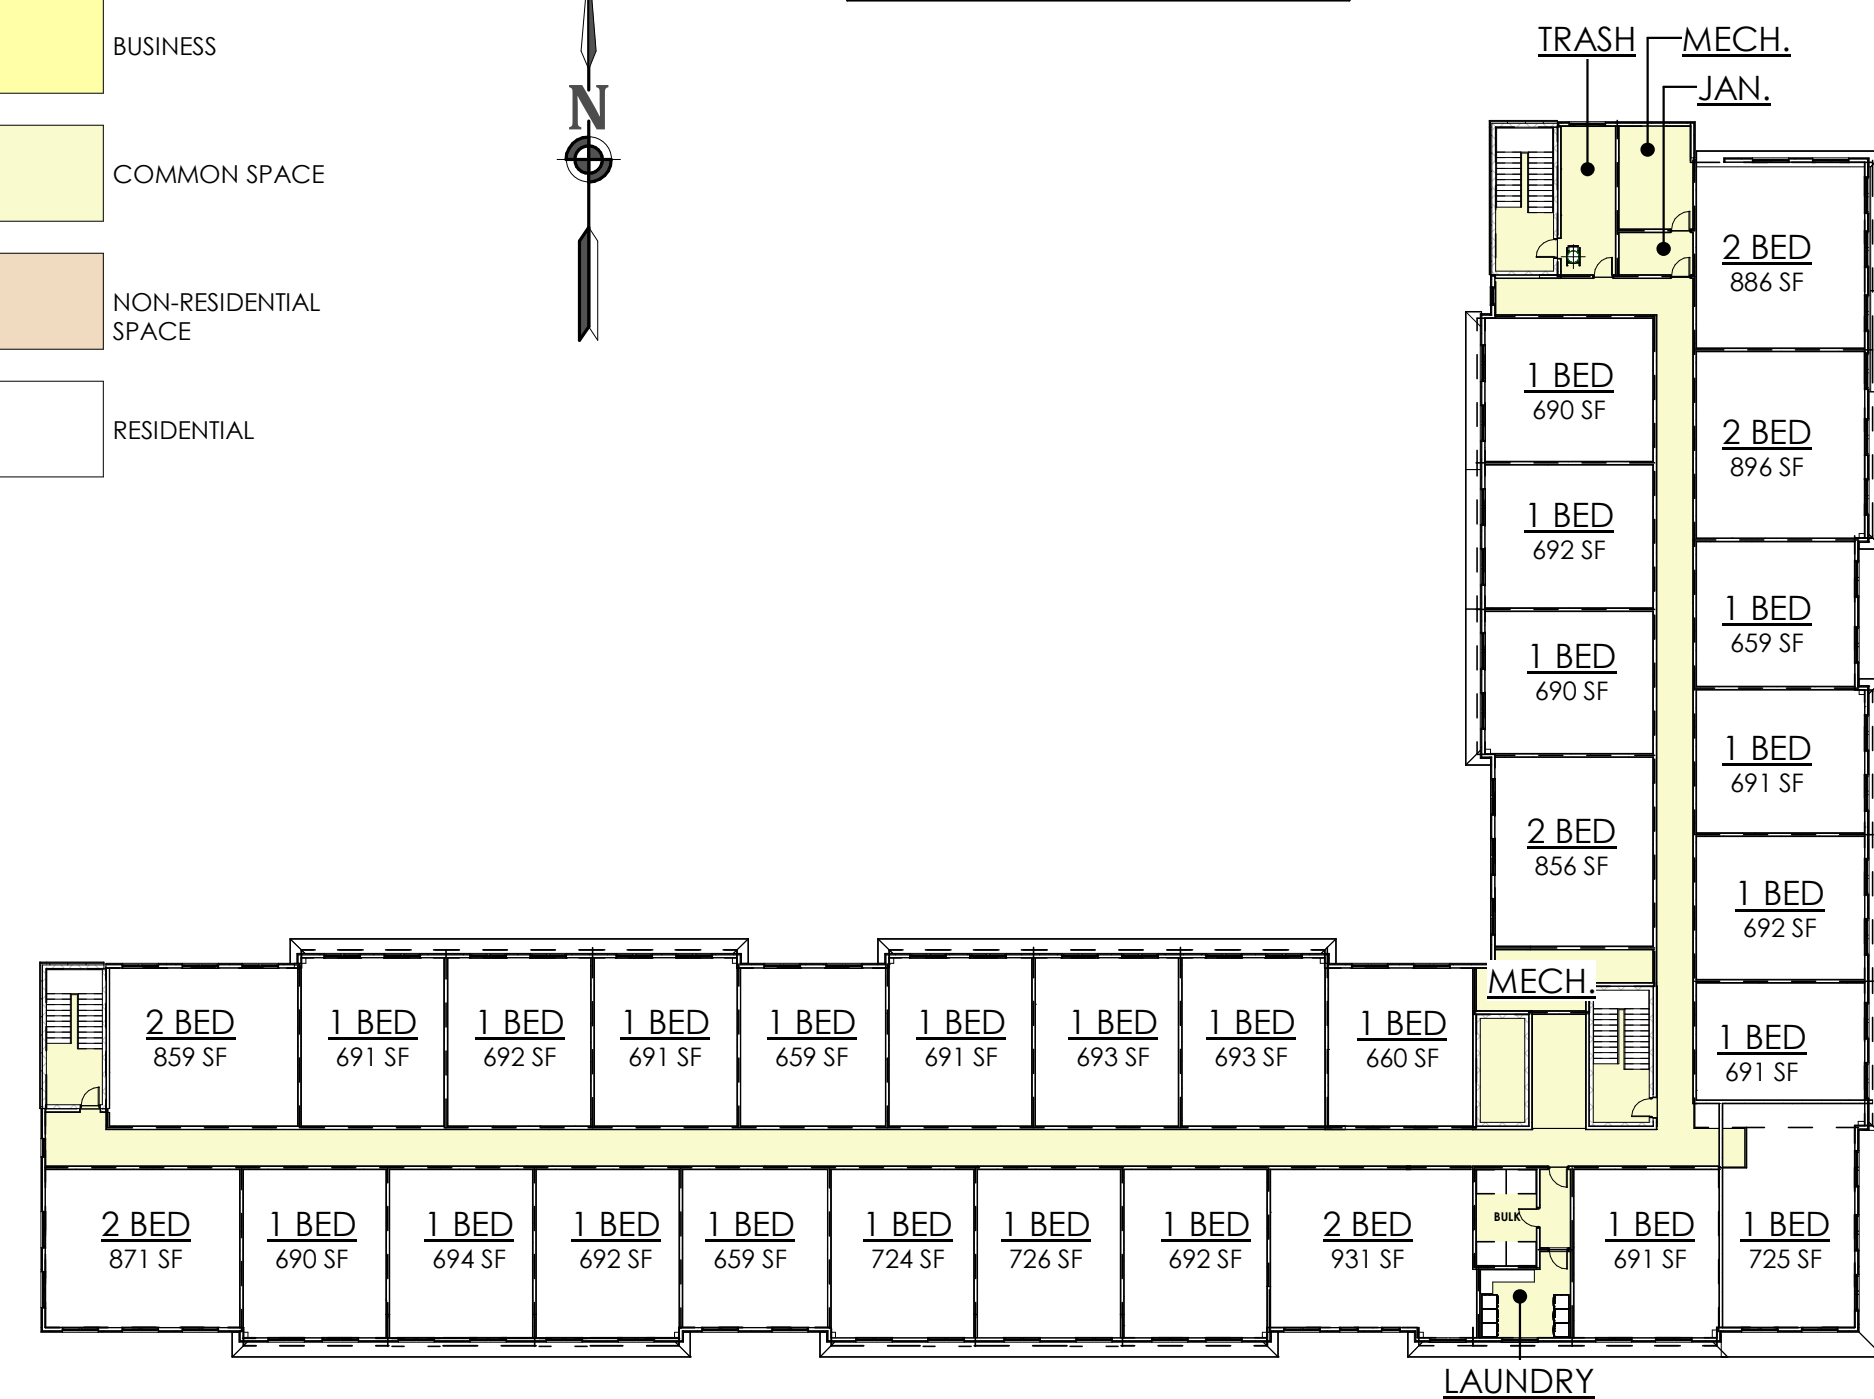 BUSINESS
COMMON SPACE
NON-RESIDENTIAL
SPACE
RESIDENTIAL
N
TRASH
MECH.
JAN.
2 BED
886 SF
1 BED
690 SF
2 BED
896 SF
1 BED
692 SF
1 BED
659 SF
1 BED
690 SF
1 BED
691 SF
2 BED
856 SF
1 BED
692 SF
MECH.
2 BED
859 SF
1 BED
691 SF
1 BED
692 SF
1 BED
691 SF
1 BED
659 SF
1 BED
691 SF
1 BED
693 SF
1 BED
693 SF
1 BED
660 SF
1 BED
691 SF
2 BED
871 SF
1 BED
690 SF
1 BED
694 SF
1 BED
692 SF
1 BED
659 SF
1 BED
724 SF
1 BED
726 SF
1 BED
692 SF
2 BED
931 SF
BULK
1 BED
691 SF
1 BED
725 SF
LAUNDRY